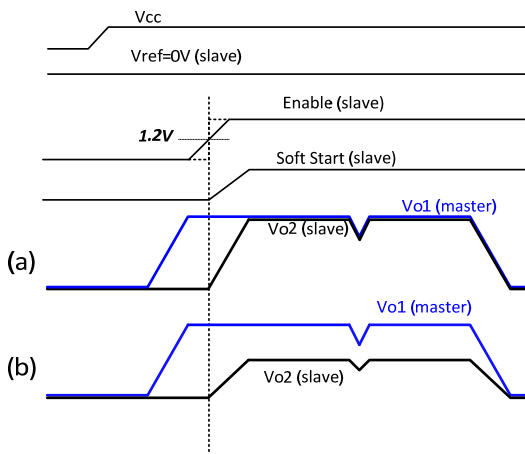 Vcc
Vref=0V (slave)
Enable (slave)
1.2V
Soft Start (slave)
Vo1 (master)
Vo2 (slave)
(a)
Vo1 (master)
(b)
Vo2 (slave)